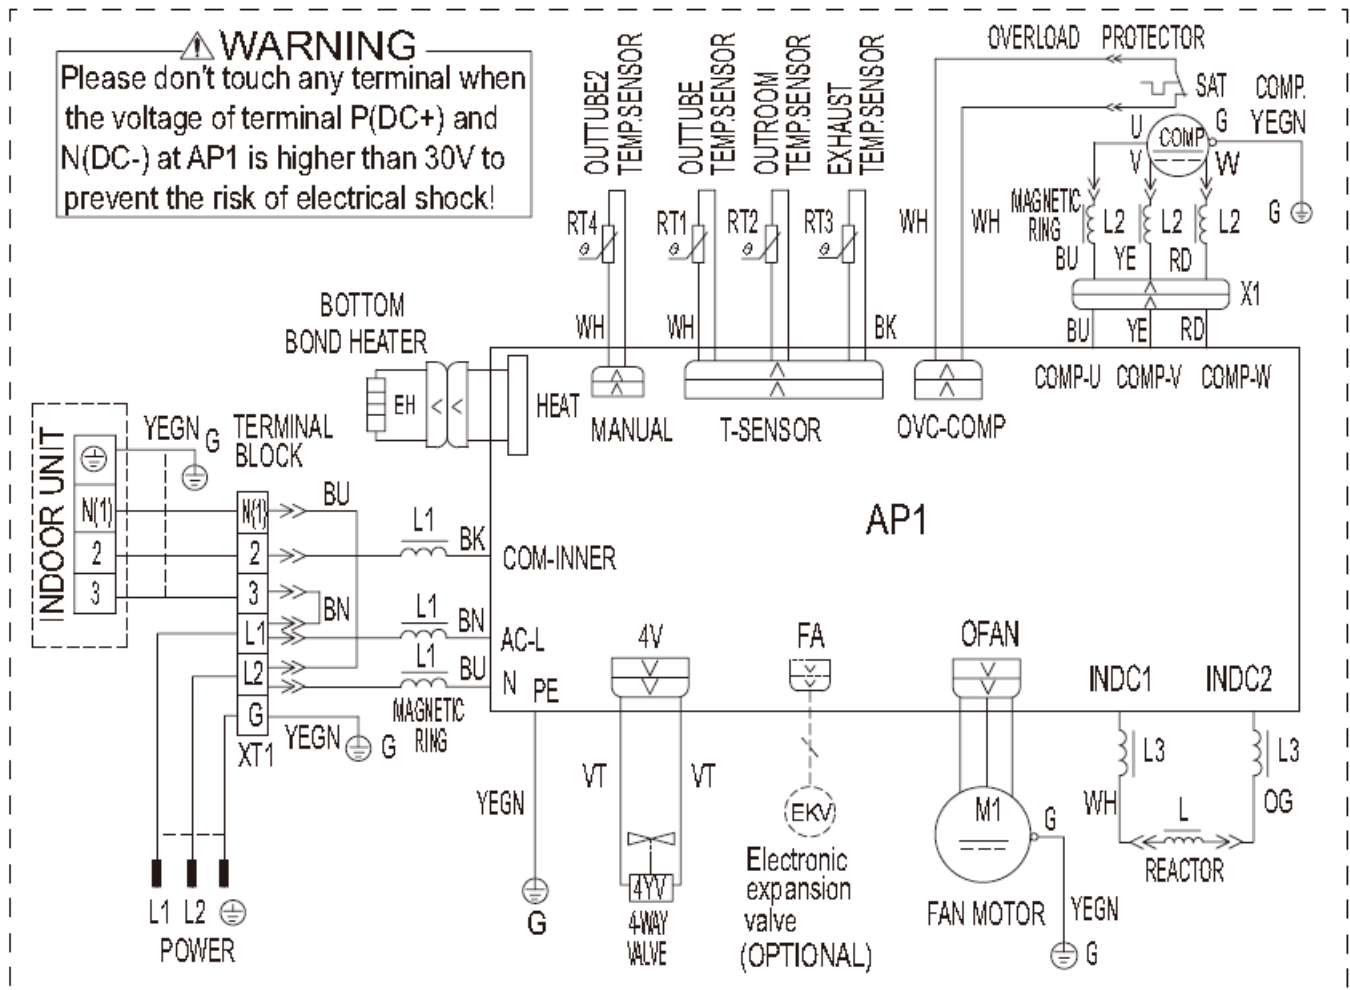 WARNING
Please don't touch any terminal when
the voltage of terminal P(DC+) and
N(DC-) at AP1 is higher than 30V to
prevent the risk of electrical shock!
OUTTUBE2
TEMP.SENSOR
OUTTUBE
TEMP.SENSOR
OUTROOM
TEMP.SENSOR
EXHAUST
TEMP.SENSOR
OVERLOAD PROTECTOR
SAT
COMP.
YEGN
U
G
COMP
V
W
G
RT4
RT1
RT2
RT3
θ
θ
θ
θ
WH
WH
MAGNETIC
RING
L2
L2
L2
BU
YE
RD
X1
WH
WH
BK
BU
YE
RD
BOTTOM
BOND HEATER
EH
HEAT
MANUAL
T-SENSOR
OVC-COMP
COMP-U
COMP-V
COMP-W
INDOOR UNIT
YEGN
G
TERMINAL
BLOCK
N(1)
2
3
N(1)
2
3
L1
L2
G
XT1
BU
BN
L1
BK
COM-INNER
L1
BN
AC-L
L1
BU
N
PE
MAGNETIC
RING
YEGN
G
AP1
4V
FA
OFAN
INDC1
INDC2
YEGN
G
VT
VT
4YV
4-WAY
VALVE
EKV
Electronic
expansion
valve
(OPTIONAL)
M1
G
FAN MOTOR
YEGN
G
L3
L3
WH
OG
L
REACTOR
L1 L2
POWER